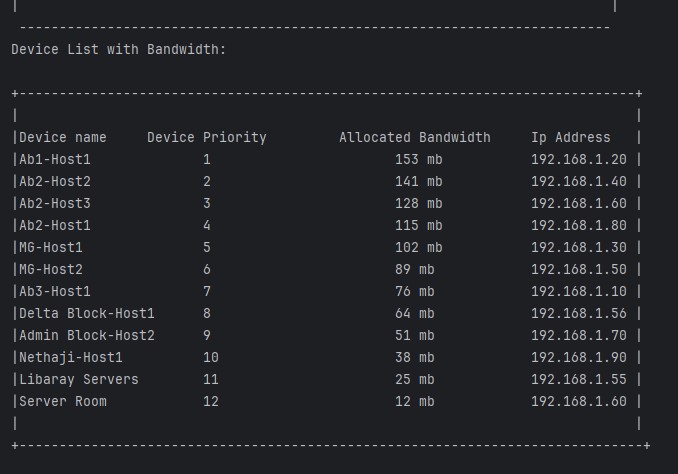 |                                                                          |
 --------------------------------------------------------------------------
Device List with Bandwidth:
+-----------------------------------------------------------------------------+
|                                                                             |
|Device name     Device Priority         Allocated Bandwidth     Ip Address   |
|Ab1-Host1              1                       153 mb           192.168.1.20 |
|Ab2-Host2              2                       141 mb           192.168.1.40 |
|Ab2-Host3              3                       128 mb           192.168.1.60 |
|Ab2-Host1              4                       115 mb           192.168.1.80 |
|MG-Host1               5                       102 mb           192.168.1.30 |
|MG-Host2               6                       89 mb            192.168.1.50 |
|Ab3-Host1              7                       76 mb            192.168.1.10 |
|Delta Block-Host1      8                       64 mb            192.168.1.56 |
|Admin Block-Host2      9                       51 mb            192.168.1.70 |
|Nethaji-Host1          10                      38 mb            192.168.1.90 |
|Libaray Servers        11                      25 mb            192.168.1.55 |
|Server Room            12                      12 mb            192.168.1.60 |
|                                                                             |
+------------------------------------------------------------------------------+